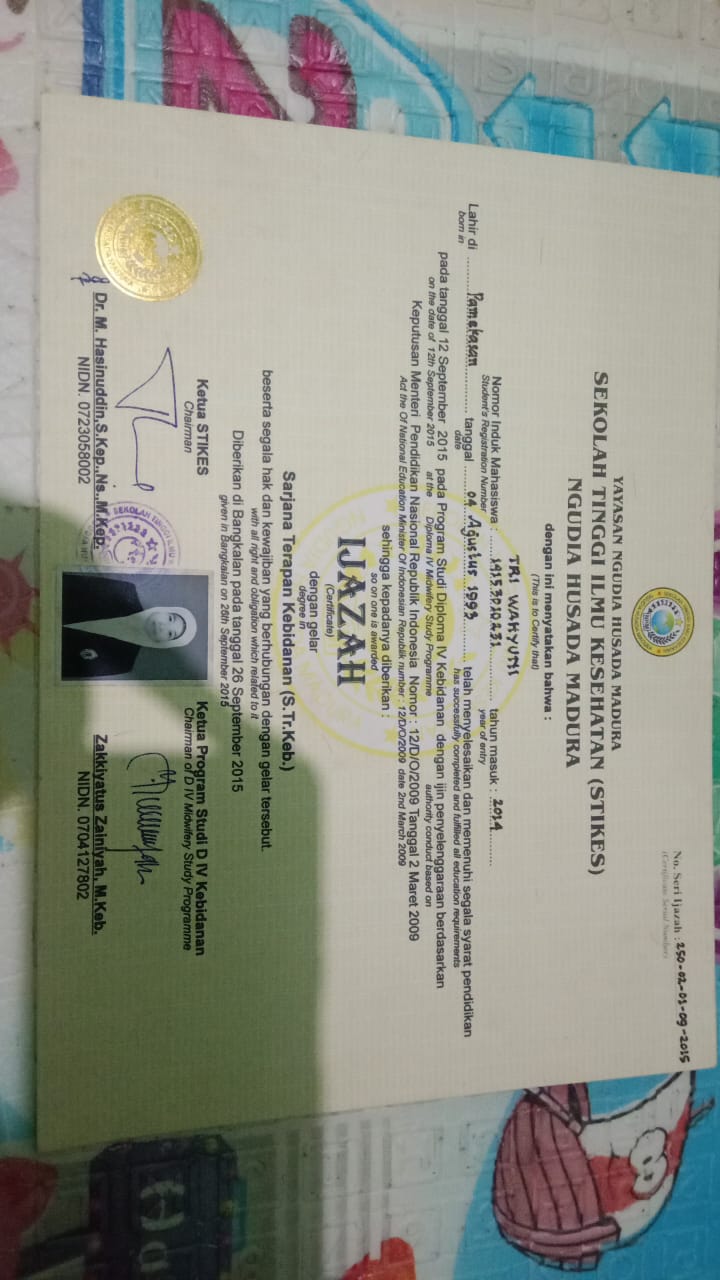 No. Seri Ijazah : 250-02-01-09-2015
(Certificate Serial Number)
YAYASAN NGUDIA HUSADA MADURA
SEKOLAH TINGGI ILMU KESEHATAN (STIKES)
NGUDIA HUSADA MADURA
dengan ini menyatakan bahwa :
(This is to Certify that)
TRI WAHYUNI
Nomor Induk Mahasiswa : tahun masuk : 2014
Student's Registration Number year of entry
Lahir di Pamekasan tanggal 04 Agustus 1993 telah menyelesaikan dan memenuhi segala syarat pendidikan
born in date has successfully completed and fulfilled all education requirements
pada tanggal 12 September 2015 pada Program Studi Diploma IV Kebidanan dengan ijin penyelenggaraan berdasarkan
on the date of 12th September 2015 at the Diploma IV Midwifery Study Programme authority conduct based on
Keputusan Menteri Pendidikan Nasional Republik Indonesia Nomor : 12/D/O/2009 Tanggal 2 Maret 2009
Act the Of National Education Minister Of Indonesian Republik number : 12/D/O/2009 date 2nd March 2009
sehingga kepadanya diberikan :
so on one is awarded
IJAZAH
(Certificate)
dengan gelar
degree in
Sarjana Terapan Kebidanan (S.Tr.Keb.)
beserta segala hak dan kewajiban yang berhubungan dengan gelar tersebut.
with all right and obligation which related to it
Diberikan di Bangkalan pada tanggal 26 September 2015
given in Bangkalan on 26th September 2015
Ketua STIKES
Chairman
Dr. M. Hasinuddin,S.Kep.,Ns.,M.Kep.
NIDN. 0723058002
Ketua Program Studi D IV Kebidanan
Chairman of D IV Midwifery Study Programme
Zakkiyatus Zainiyah, M.Keb.
NIDN. 0704127802